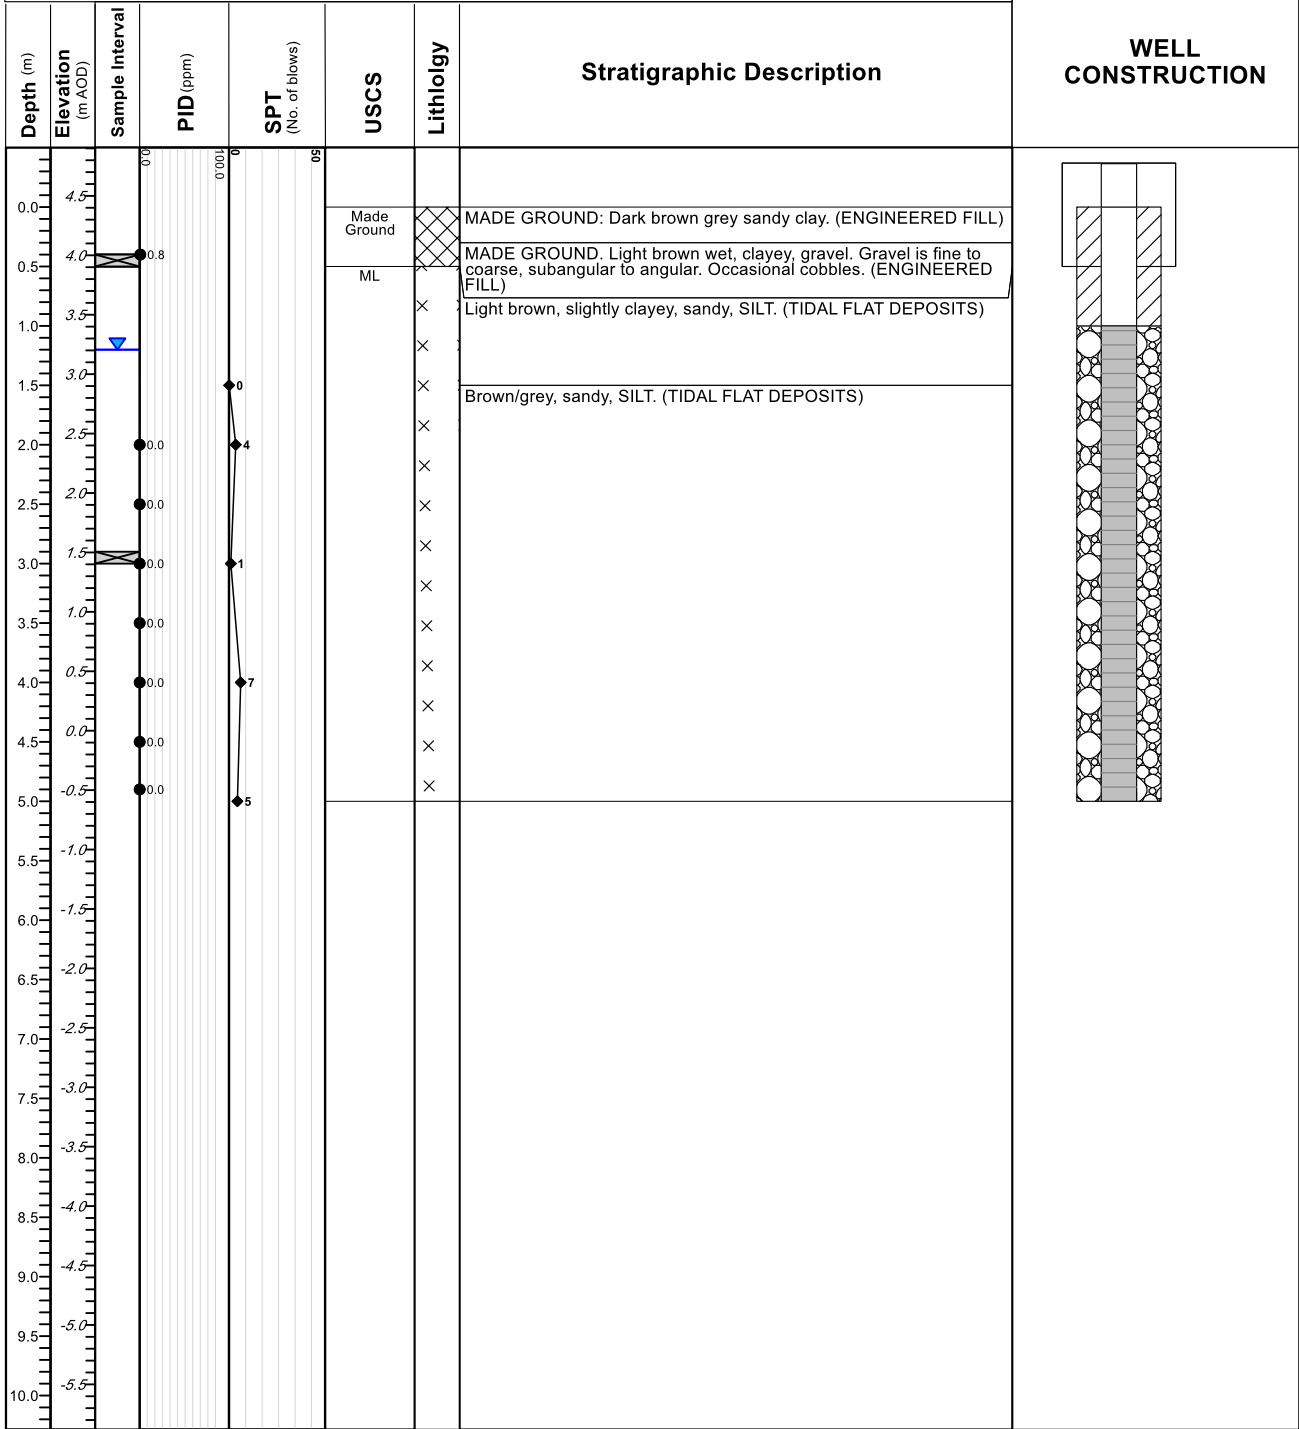 Depth (m)
Elevation
(m AOD)
Sample Interval
PID (ppm)
SPT
(No. of blows)
USCS
Lithlolgy
Stratigraphic Description
WELL
CONSTRUCTION
0.0
100.0
0
50
4.5
0.0
Made
Ground
MADE GROUND: Dark brown grey sandy clay. (ENGINEERED FILL)
4.0
0.8
MADE GROUND. Light brown wet, clayey, gravel. Gravel is fine to
coarse, subangular to angular. Occasional cobbles. (ENGINEERED
FILL)
0.5
ML
Light brown, slightly clayey, sandy, SILT. (TIDAL FLAT DEPOSITS)
3.5
1.0
3.0
1.5
0
Brown/grey, sandy, SILT. (TIDAL FLAT DEPOSITS)
2.5
2.0
0.0
4
2.0
2.5
0.0
1.5
3.0
0.0
1
1.0
3.5
0.0
0.5
4.0
0.0
7
0.0
4.5
0.0
-0.5
0.0
5.0
5
-1.0
5.5
-1.5
6.0
-2.0
6.5
-2.5
7.0
-3.0
7.5
-3.5
8.0
-4.0
8.5
-4.5
9.0
-5.0
9.5
-5.5
10.0